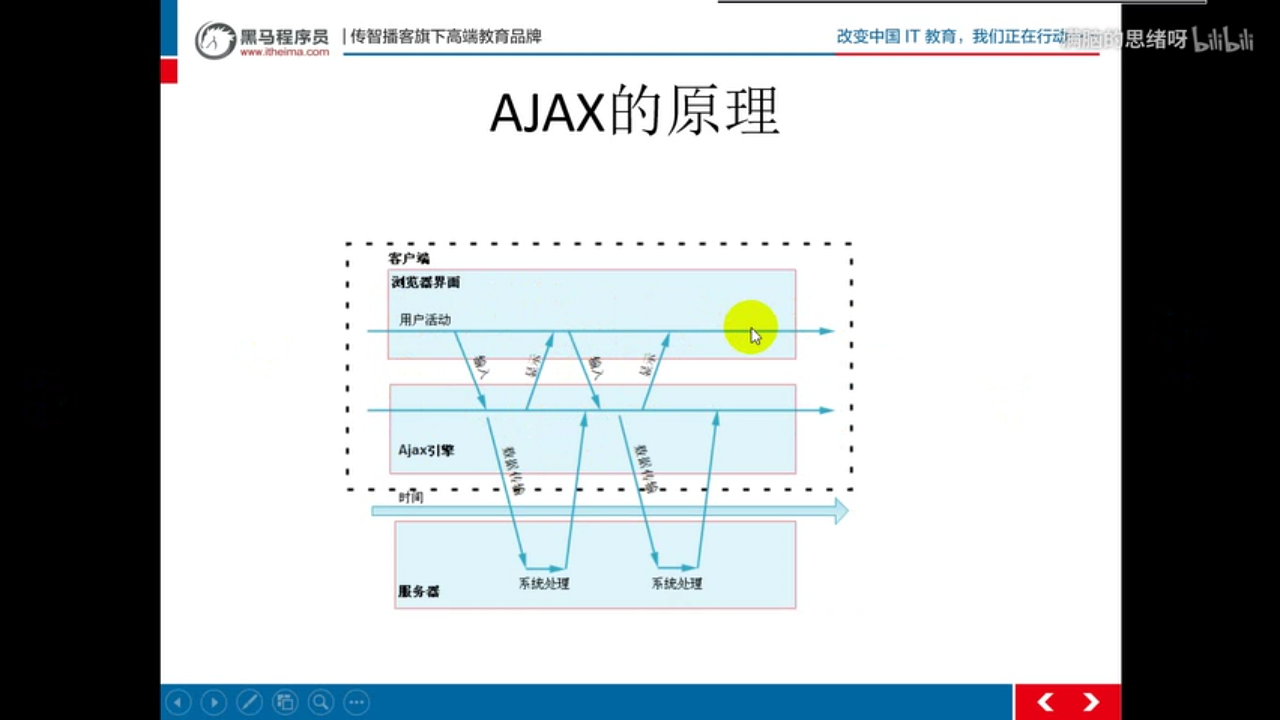 黑马程序员
www.itheima.com
传智播客旗下高端教育品牌
改变中国 IT 教育，我们正在行动
满脑的思绪呀 bilibili
AJAX的原理
客户端
浏览器界面
用户活动
输入
显示
输入
显示
Ajax引擎
数据传输
数据传输
时间
系统处理
系统处理
服务器